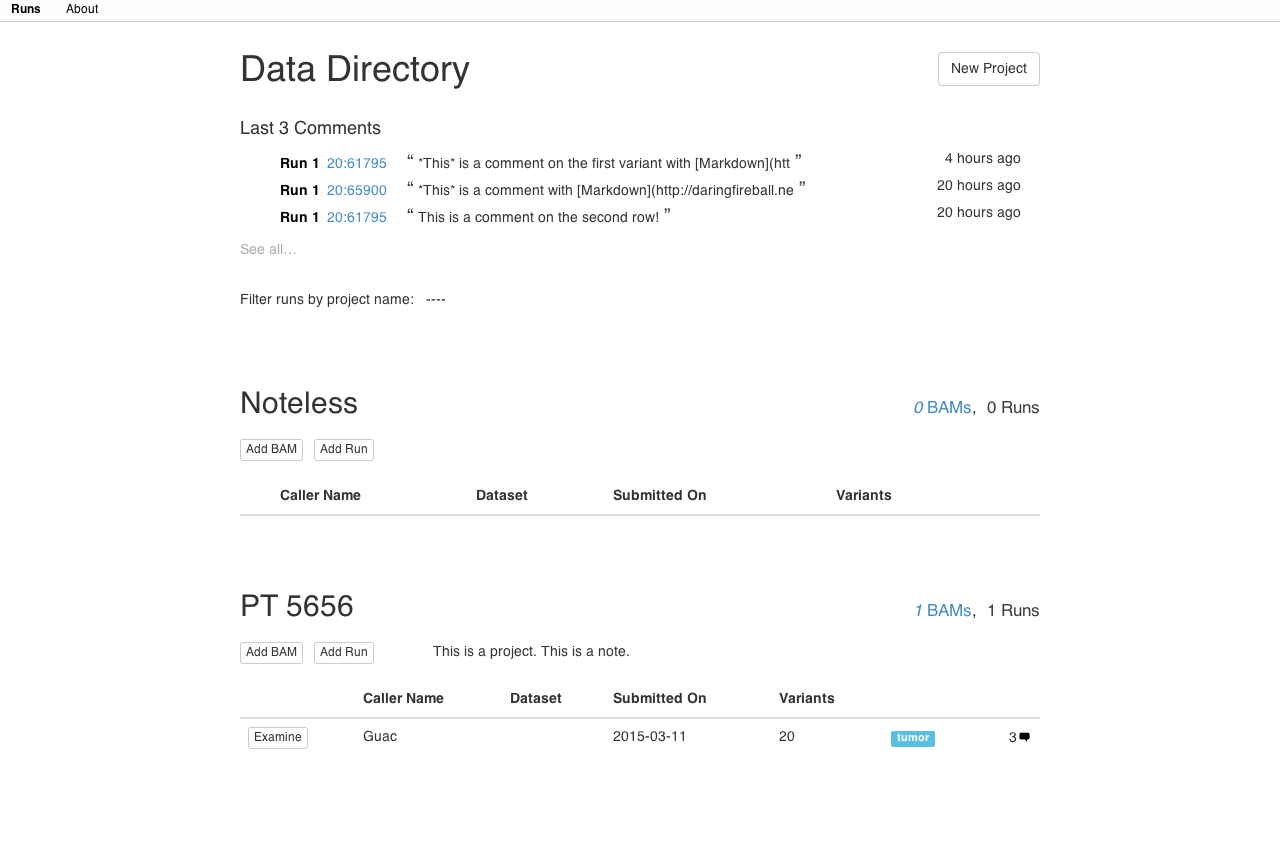 Runs About
Data Directory New Project
Last 3 Comments
Run 1 20:61795 “ *This* is a comment on the first variant with [Markdown](htt ” 4 hours ago
Run 1 20:65900 “ *This* is a comment with [Markdown](http://daringfireball.ne ” 20 hours ago
Run 1 20:61795 “ This is a comment on the second row! ” 20 hours ago
See all…
Filter runs by project name: ----
Noteless 0 BAMs, 0 Runs
Add BAM Add Run
Caller Name Dataset Submitted On Variants
PT 5656 1 BAMs, 1 Runs
Add BAM Add Run This is a project. This is a note.
Caller Name Dataset Submitted On Variants
Examine Guac 2015-03-11 20 tumor 3